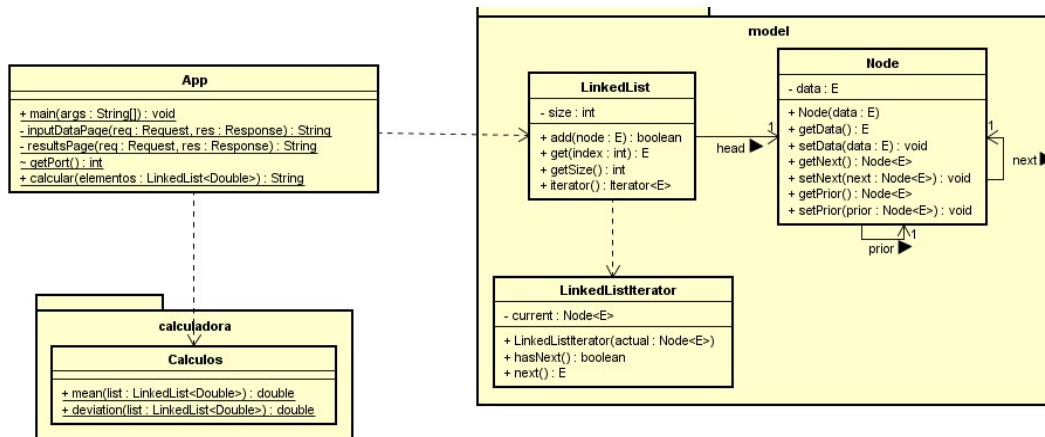 App
+ main(args : String[]) : void
- inputDataPage(req : Request, res : Response) : String
- resultsPage(req : Request, res : Response) : String
~ getPort() : int
+ calcular(elementos : LinkedList<Double>) : String
calculadora
Calculos
+ mean(list : LinkedList<Double>) : double
+ deviation(list : LinkedList<Double>) : double
model
LinkedList
- size : int
+ add(node : E) : boolean
+ get(index : int) : E
+ getSize() : int
+ iterator() : Iterator<E>
1
head
Node
- data : E
+ Node(data : E)
+ getData() : E
+ setData(data : E) : void
+ getNext() : Node<E>
+ setNext(next : Node<E>) : void
+ getPrior() : Node<E>
+ setPrior(prior : Node<E>) : void
1
next
1
prior
LinkedListIterator
- current : Node<E>
+ LinkedListIterator(actual : Node<E>)
+ hasNext() : boolean
+ next() : E